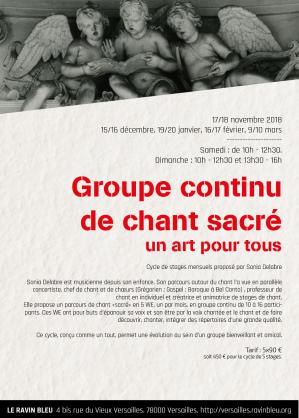 17/18 novembre 2018
15/16 décembre, 19/20 janvier, 16/17 février, 9/10 mars
------------------
Samedi : de 10h - 12h30.
Dimanche : 10h - 12h30 et 13h30 - 16h
Groupe continu
de chant sacré
un art pour tous
Cycle de stages mensuels proposé par Sonia Delabre
Sonia Delabre est musicienne depuis son enfance. Son parcours autour du chant l'a vue en parallèle
concertiste, chef de chant et de chœurs (Grégorien ; Gospel ; Baroque & Bel Canto) , professeur de
chant en individuel et créatrice et animatrice de stages de chant.
Elle propose un parcours de chant «sacré» en 5 WE, un par mois, en groupe continu de 10 à 16 partici-
pants. Ces WE ont pour buts d'épanouir sa voix et son être par la voix chantée et le chant et de faire
découvrir, chanter, intégrer des répertoires d'une grande qualité.
Ce cycle, conçu comme un tout, permet une évolution au sein d'un groupe bienveillant et amical.
Tarif : 5x90 €
soit 450 € pour le cycle de 5 stages.
LE RAVIN BLEU 4 bis rue du Vieux Versailles. 78000 Versailles. http://versailles.ravinbleu.org